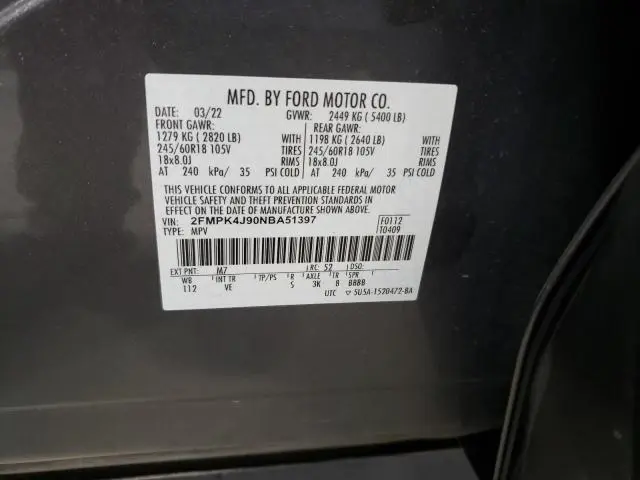 MFD. BY FORD MOTOR CO.
DATE: 03/22 GVWR: 2449 KG ( 5400 LB)
FRONT GAWR: REAR GAWR:
1279 KG ( 2820 LB) WITH 1198 KG ( 2640 LB) WITH
245/60R18 105V TIRES 245/60R18 105V TIRES
18x8.0J RIMS 18x8.0J RIMS
AT 240 kPa/ 35 PSI COLD AT 240 kPa/ 35 PSI COLD
THIS VEHICLE CONFORMS TO ALL APPLICABLE FEDERAL MOTOR
VEHICLE SAFETY AND THEFT PREVENTION STANDARDS IN
EFFECT ON THE DATE OF MANUFACTURE SHOWN ABOVE.
VIN: 2FMPK4J90NBA51397 F0112
TYPE: MPV T0409
EXT PNT: M7 RC: 52 DSO:
WB INT TR TP/PS R AXLE TR SPR
112 VE S 3K B BBBB
UTC ▽ 5U5A-1520472-BA